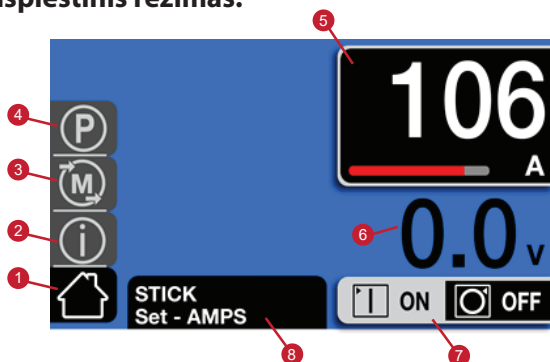 išplėstinis režimas.
5
106
A
4
P
3
M
2
i
6
0.0 V
1
STICK
Set - AMPS
ON OFF
8
7